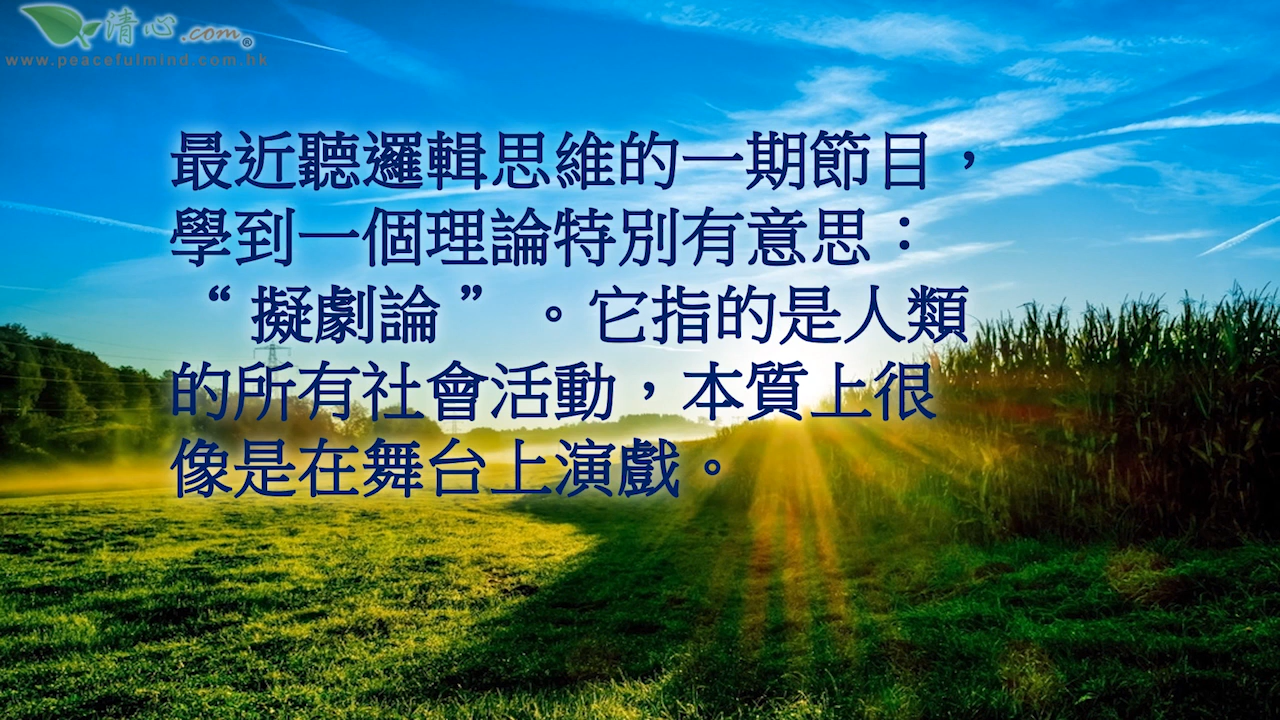 清心.com®
www.peacefulmind.com.hk
最近聽邏輯思維的一期節目，
學到一個理論特別有意思：
“擬劇論”。它指的是人類
的所有社會活動，本質上很
像是在舞台上演戲。